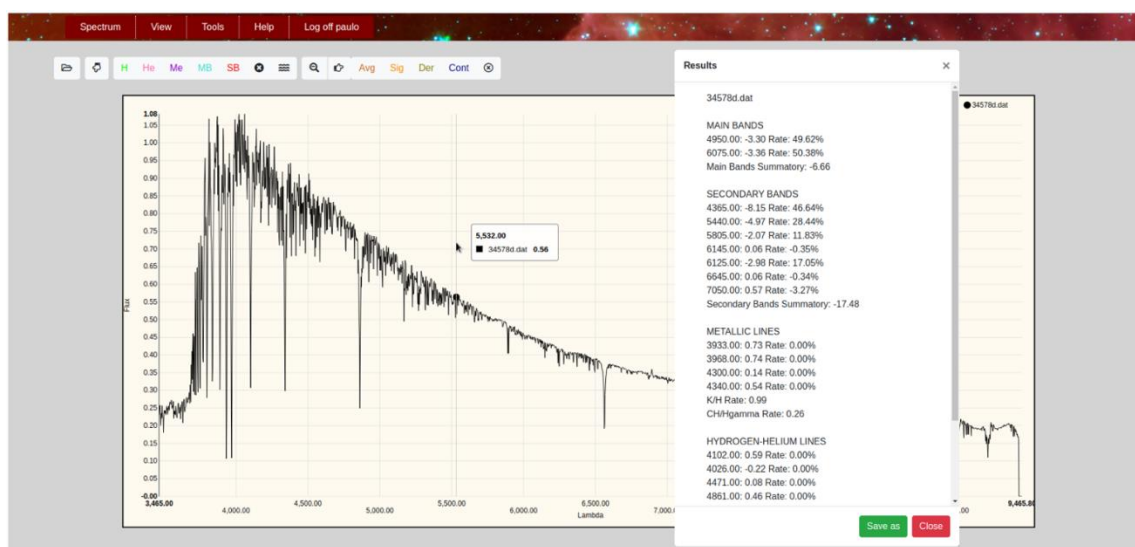 Spectrum View Tools Help Log off paulo
H He Me MB SB Avg Sig Der Cont
Results
×
34578d.dat
MAIN BANDS
4950.00: -3.30 Rate: 49.62%
6075.00: -3.36 Rate: 50.38%
Main Bands Summatory: -6.66
SECONDARY BANDS
4365.00: -8.15 Rate: 46.64%
5440.00: -4.97 Rate: 28.44%
5805.00: -2.07 Rate: 11.83%
6145.00: 0.06 Rate: -0.35%
6125.00: -2.98 Rate: 17.05%
6645.00: 0.06 Rate: -0.34%
7050.00: 0.57 Rate: -3.27%
Secondary Bands Summatory: -17.48
METALLIC LINES
3933.00: 0.73 Rate: 0.00%
3968.00: 0.74 Rate: 0.00%
4300.00: 0.14 Rate: 0.00%
4340.00: 0.54 Rate: 0.00%
K/H Rate: 0.99
CH/Hgamma Rate: 0.26
HYDROGEN-HELIUM LINES
4102.00: 0.59 Rate: 0.00%
4026.00: -0.22 Rate: 0.00%
4471.00: 0.08 Rate: 0.00%
4861.00: 0.46 Rate: 0.00%
Save as Close
34578d.dat
1.08
1.05
1.00
0.95
0.90
0.85
0.80
0.75
0.70
0.65
0.60
0.55
0.50
0.45
0.40
0.35
0.30
0.25
0.20
0.15
0.10
0.05
-0.00
Flux
5,532.00
34578d.dat 0.56
3,465.00 4,000.00 4,500.00 5,000.00 5,500.00 6,000.00 6,500.00 9,465.80
Lambda